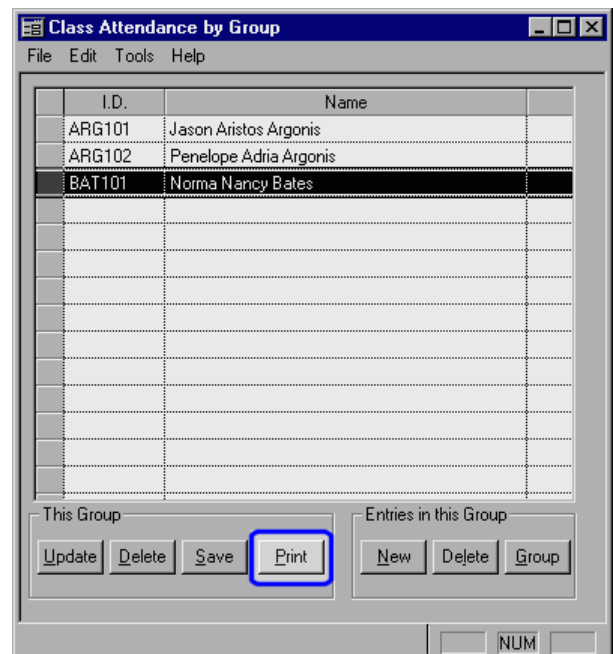 Class Attendance by Group
File Edit Tools Help
I.D. Name
ARG101 Jason Aristos Argonis
ARG102 Penelope Adria Argonis
BAT101 Norma Nancy Bates
This Group Entries in this Group
Update Delete Save Print New Delete Group
NUM